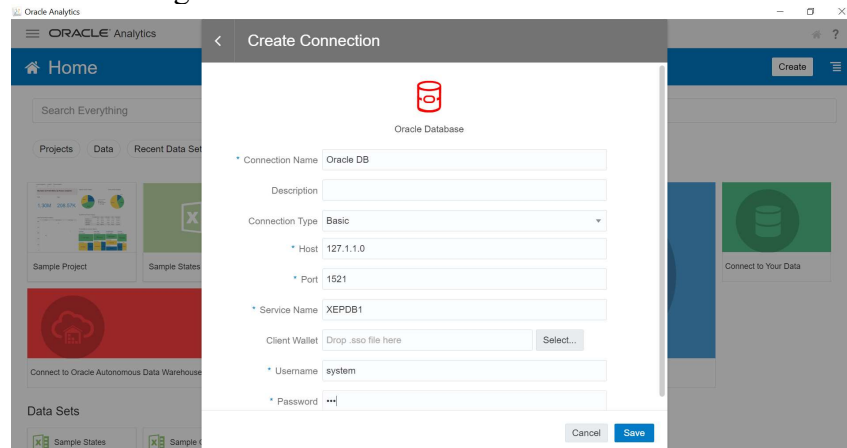 Oracle Analytics
ORACLE Analytics
?
Home
Create
Search Everything
Projects Data Recent Data Set
Sample Project
Sample States
Connect to Your Data
Connect to Oracle Autonomous Data Warehouse
Data Sets
Sample States
Sample
Create Connection
Oracle Database
* Connection Name Oracle DB
Description
Connection Type Basic
* Host 127.1.1.0
* Port 1521
* Service Name XEPDB1
Client Wallet Drop .sso file here Select...
* Username system
* Password •••
Cancel Save